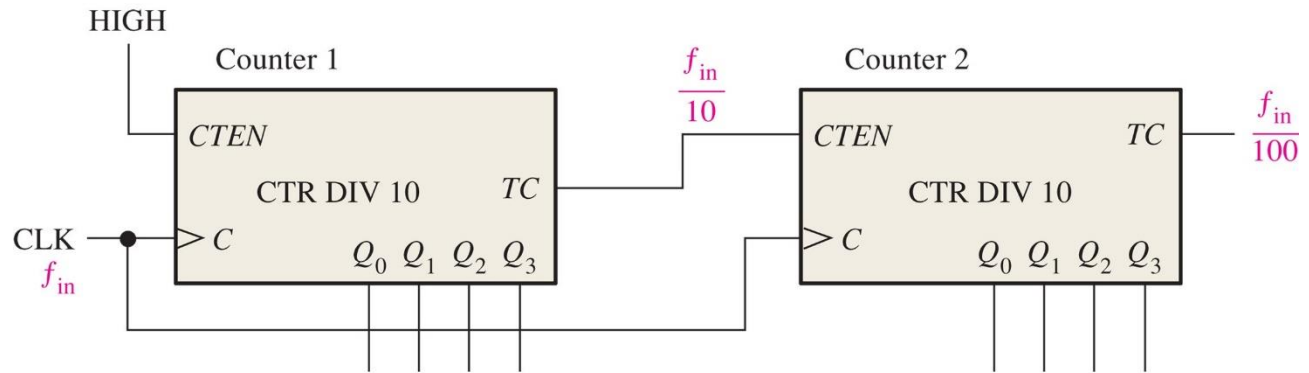 HIGH
Counter 1
Counter 2
f_in/10
f_in/100
CTEN
CTR DIV 10
TC
CLK
f_in
C
Q₀ Q₁ Q₂ Q₃
CTEN
TC
CTR DIV 10
C
Q₀ Q₁ Q₂ Q₃